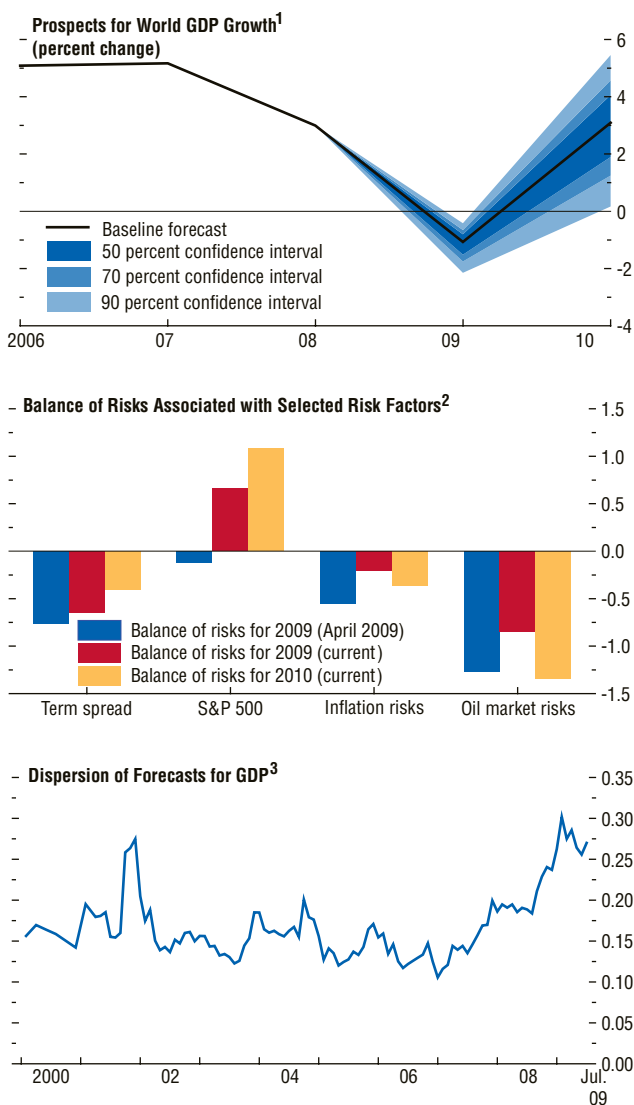 Prospects for World GDP Growth1
(percent change)
6
4
2
0
-2
-4
Baseline forecast
50 percent confidence interval
70 percent confidence interval
90 percent confidence interval
2006 07 08 09 10
Balance of Risks Associated with Selected Risk Factors2
1.5
1.0
0.5
0.0
-0.5
-1.0
-1.5
Balance of risks for 2009 (April 2009)
Balance of risks for 2009 (current)
Balance of risks for 2010 (current)
Term spread S&P 500 Inflation risks Oil market risks
Dispersion of Forecasts for GDP3
0.35
0.30
0.25
0.20
0.15
0.10
0.05
0.00
2000 02 04 06 08 Jul.
09